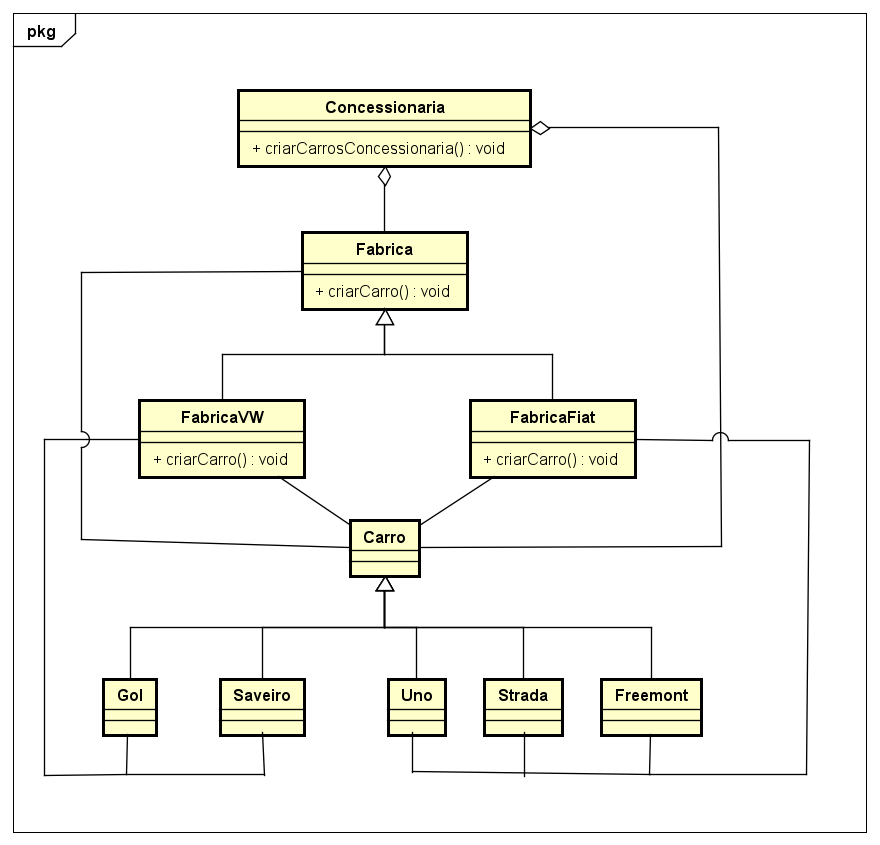 pkg
Concessionaria
+ criarCarrosConcessionaria() : void
Fabrica
+ criarCarro() : void
FabricaVW
+ criarCarro() : void
FabricaFiat
+ criarCarro() : void
Carro
Gol
Saveiro
Uno
Strada
Freemont